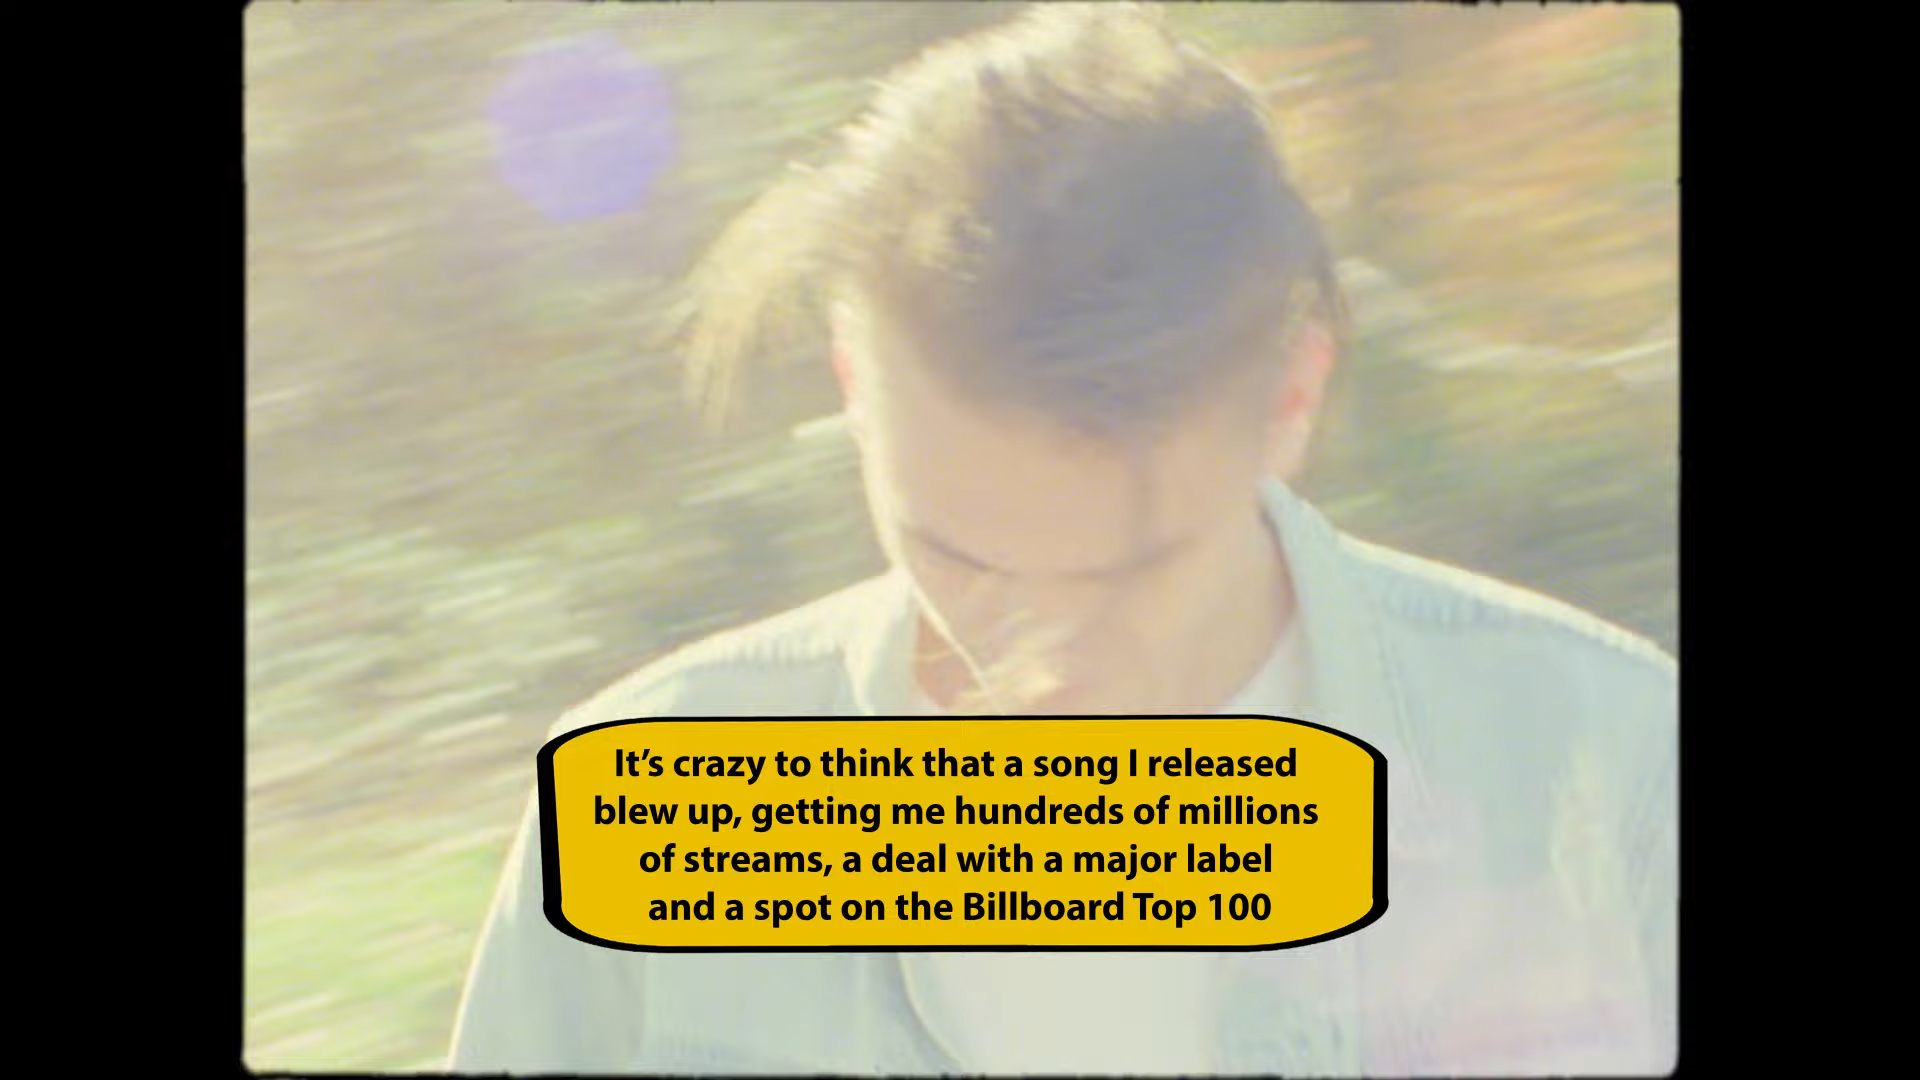 It’s crazy to think that a song I released
blew up, getting me hundreds of millions
of streams, a deal with a major label
and a spot on the Billboard Top 100